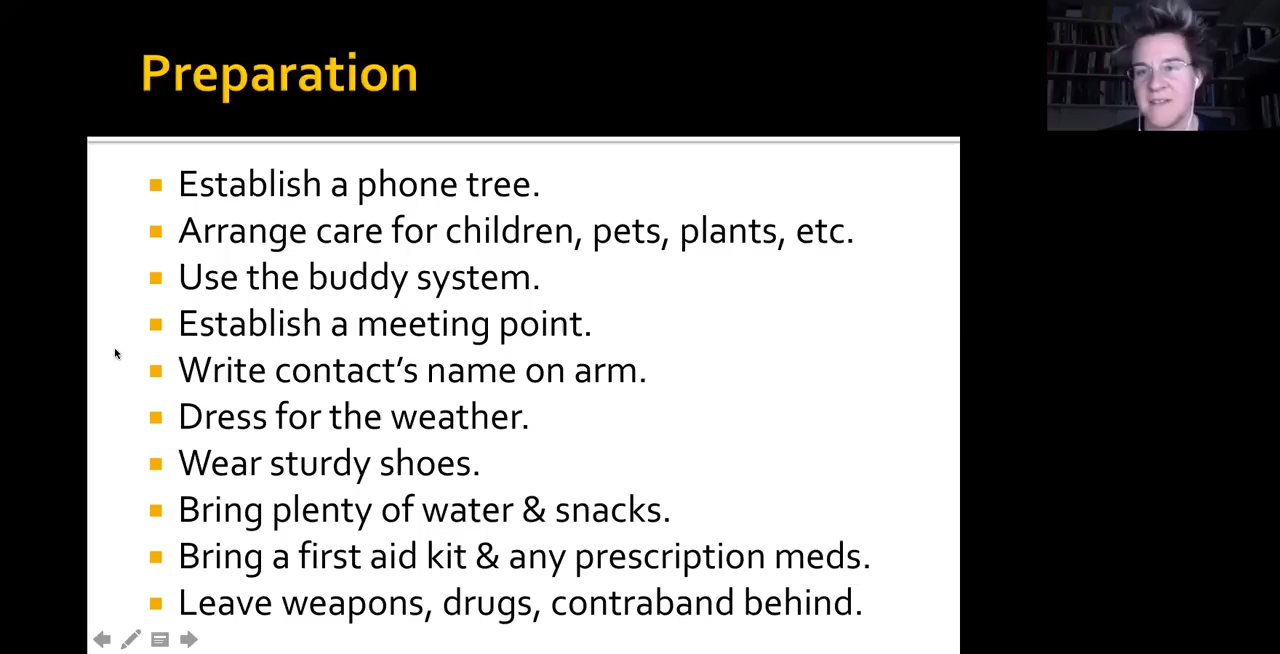 Preparation
Establish a phone tree.
Arrange care for children, pets, plants, etc.
Use the buddy system.
Establish a meeting point.
Write contact’s name on arm.
Dress for the weather.
Wear sturdy shoes.
Bring plenty of water & snacks.
Bring a first aid kit & any prescription meds.
Leave weapons, drugs, contraband behind.